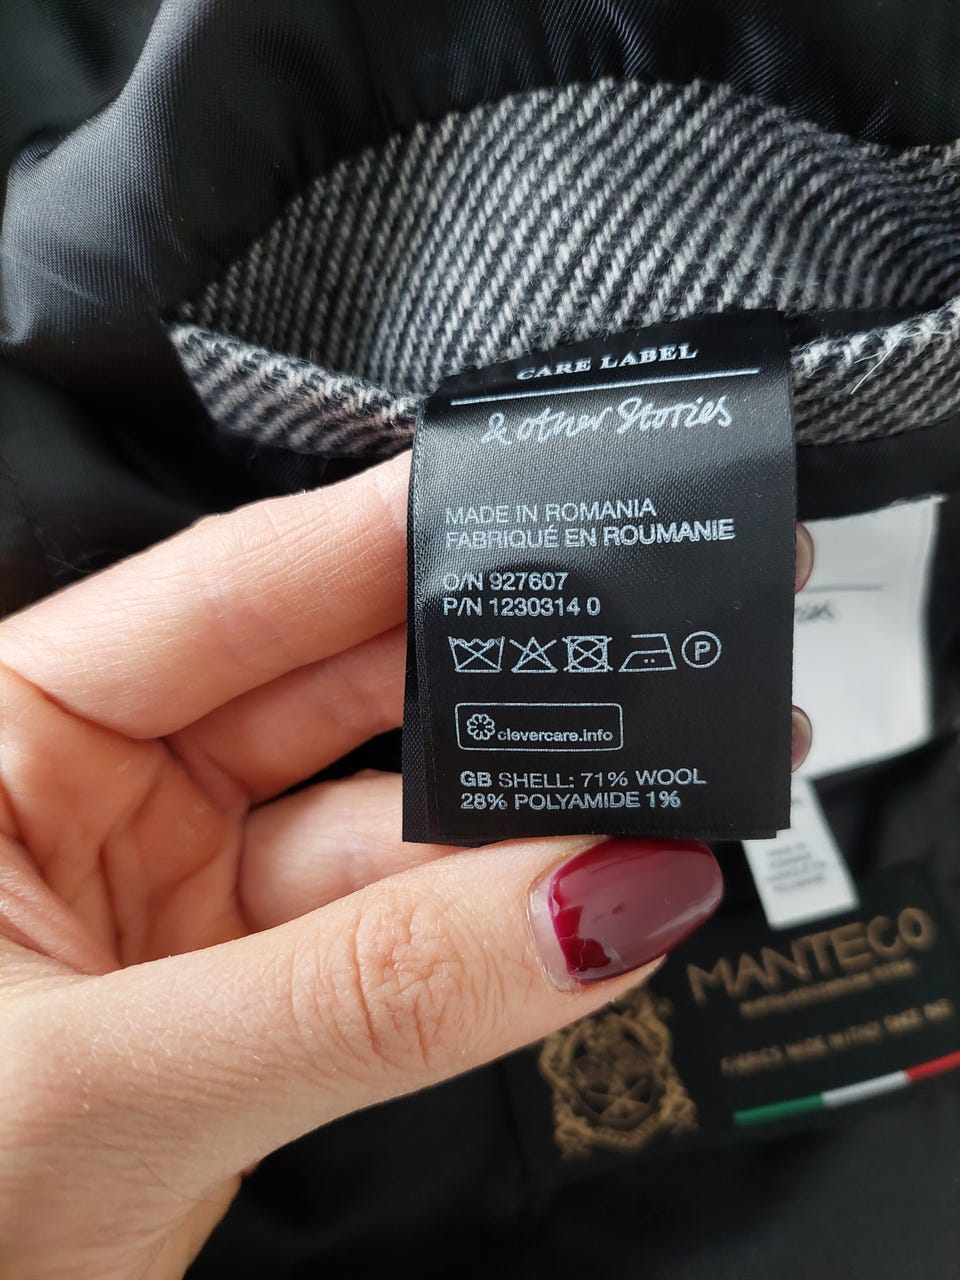 CARE LABEL
& other Stories
MADE IN ROMANIA
FABRIQUÉ EN ROUMANIE
O/N 927607
P/N 1230314 0
P
clevercare.info
GB SHELL: 71% WOOL
28% POLYAMIDE 1%
MANTECO